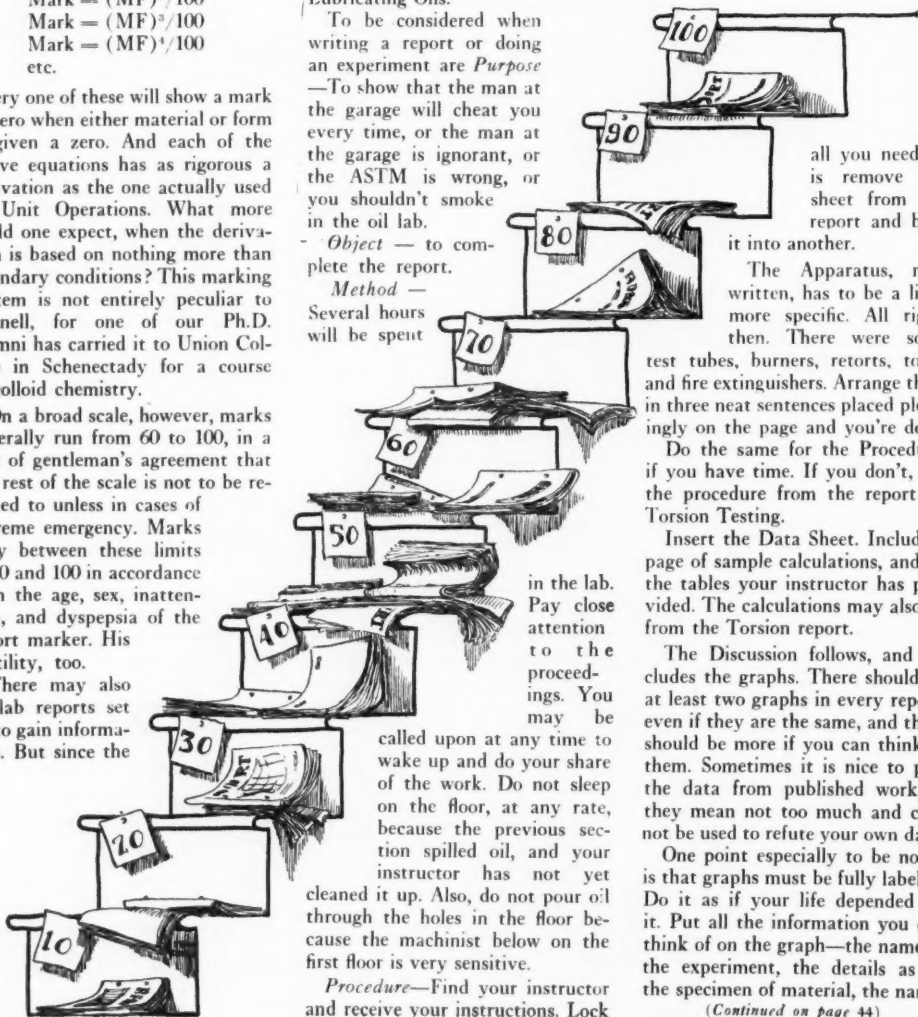 Mark = (MF)²/100
Mark = (MF)³/100
Mark = (MF)⁴/100
etc.
ery one of these will show a mark
ero when either material or form
given a zero. And each of the
ve equations has as rigorous a
vation as the one actually used
Unit Operations. What more
ld one expect, when the deriva-
n is based on nothing more than
ndary conditions? This marking
tem is not entirely peculiar to
nell, for one of our Ph.D.
mni has carried it to Union Col-
in Schenectady for a course
olloid chemistry.
On a broad scale, however, marks
erally run from 60 to 100, in a
t of gentleman's agreement that
rest of the scale is not to be re-
ed to unless in cases of
reme emergency. Marks
y between these limits
0 and 100 in accordance
h the age, sex, inatten-
, and dyspepsia of the
ort marker. His
tility, too.
There may also
lab reports set
to gain informa-
. But since the
Lubricating Oils.
To be considered when
writing a report or doing
an experiment are Purpose
—To show that the man at
the garage will cheat you
every time, or the man at
the garage is ignorant, or
the ASTM is wrong, or
you shouldn't smoke
in the oil lab.
Object — to com-
plete the report.
Method —
Several hours
will be spent
in the lab.
Pay close
attention
to the
proceed-
ings. You
may be
called upon at any time to
wake up and do your share
of the work. Do not sleep
on the floor, at any rate,
because the previous sec-
tion spilled oil, and your
instructor has not yet
cleaned it up. Also, do not pour oil
through the holes in the floor be-
cause the machinist below on the
first floor is very sensitive.
Procedure—Find your instructor
and receive your instructions. Lock
100
90
80
70
60
50
40
30
20
10
all you need
is remove
sheet from
report and b
it into another.
The Apparatus, n
written, has to be a li
more specific. All rig
then. There were so
test tubes, burners, retorts, to
and fire extinguishers. Arrange th
in three neat sentences placed ple
ingly on the page and you're do
Do the same for the Procedu
if you have time. If you don't,
the procedure from the report
Torsion Testing.
Insert the Data Sheet. Includ
page of sample calculations, and
the tables your instructor has p
vided. The calculations may also
from the Torsion report.
The Discussion follows, and
cludes the graphs. There should
at least two graphs in every repo
even if they are the same, and th
should be more if you can think
them. Sometimes it is nice to p
the data from published work
they mean not too much and c
not be used to refute your own da
One point especially to be no
is that graphs must be fully label
Do it as if your life depended
it. Put all the information you c
think of on the graph—the name
the experiment, the details as
the specimen of material, the nam
(Continued on page 44)